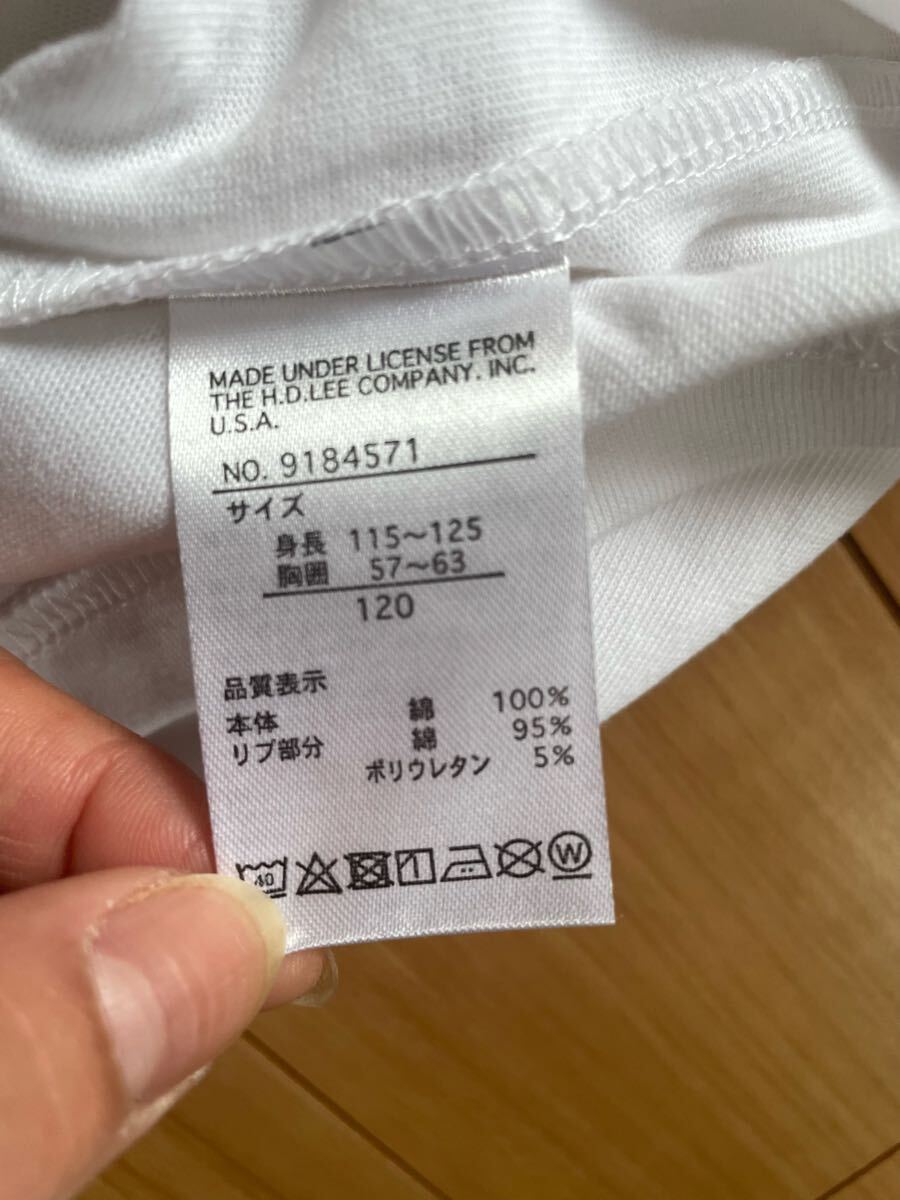 MADE UNDER LICENSE FROM
THE H.D.LEE COMPANY. INC.
U.S.A.
NO. 9184571
サイズ
身長 115〜125
胸囲 57〜63
120
品質表示
本体 綿 100%
リブ部分 綿 95%
ポリウレタン 5%
40
W